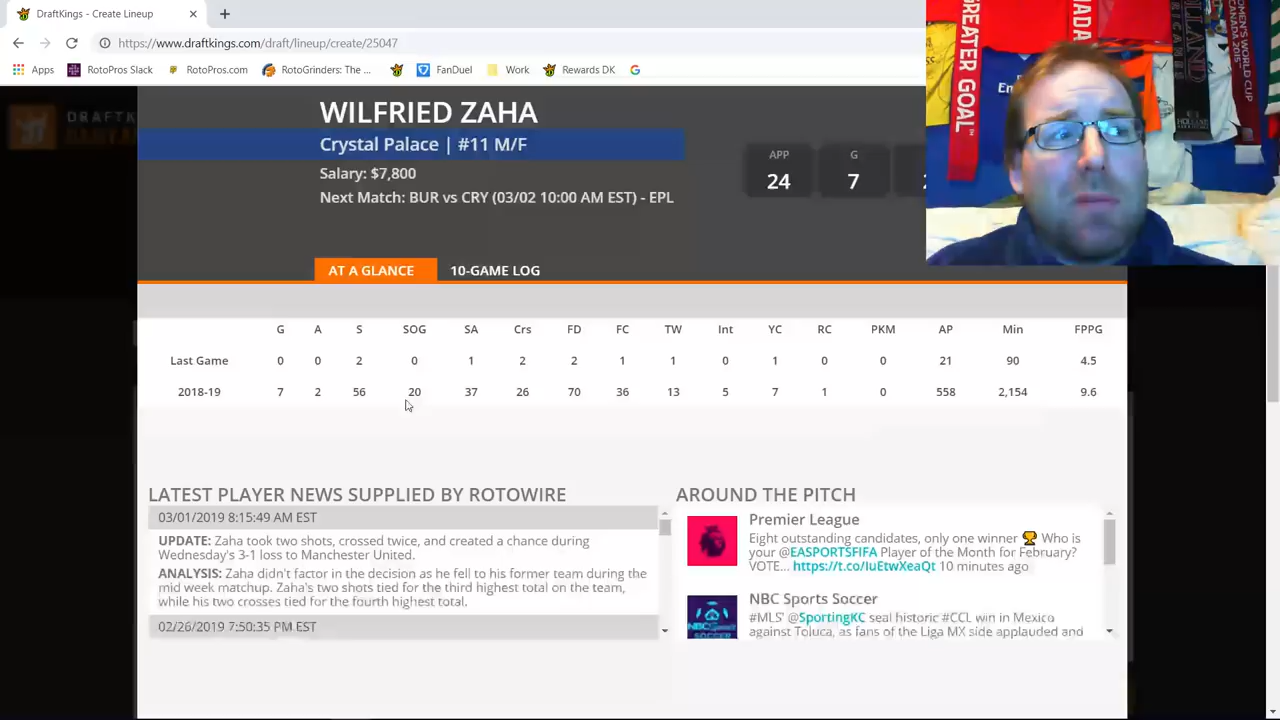 DraftKings - Create Lineup
https://www.draftkings.com/draft/lineup/create/25047
Apps
RotoPros Slack
RotoPros.com
RotoGrinders: The ...
FanDuel
Work
Rewards DK
WILFRIED ZAHA
Crystal Palace | #11 M/F
Salary: $7,800
Next Match: BUR vs CRY (03/02 10:00 AM EST) - EPL
APP
24
G
7
AT A GLANCE
10-GAME LOG
G A S SOG SA Crs FD FC TW Int YC RC PKM AP Min FPPG
Last Game 0 0 2 0 1 2 2 1 1 0 1 0 0 21 90 4.5
2018-19 7 2 56 20 37 26 70 36 13 5 7 1 0 558 2,154 9.6
LATEST PLAYER NEWS SUPPLIED BY ROTOWIRE
03/01/2019 8:15:49 AM EST
UPDATE: Zaha took two shots, crossed twice, and created a chance during
Wednesday's 3-1 loss to Manchester United.
ANALYSIS: Zaha didn't factor in the decision as he fell to his former team during the
mid week matchup. Zaha's two shots tied for the third highest total on the team,
while his two crosses tied for the fourth highest total.
02/26/2019 7:30:35 PM EST
AROUND THE PITCH
Premier League
Eight outstanding candidates, only one winner 🏆 Who is
your @EASPORTSFIFA Player of the Month for February?
VOTE... https://t.co/IuEtwXeaQt 10 minutes ago
NBC Sports Soccer
#MLS' @SportingKC seal historic #CCL win in Mexico
against Toluca, as fans of the Liga MX side applauded and
GREATER GOAL
WOMEN'S WORLD CUP
CANADA 2015